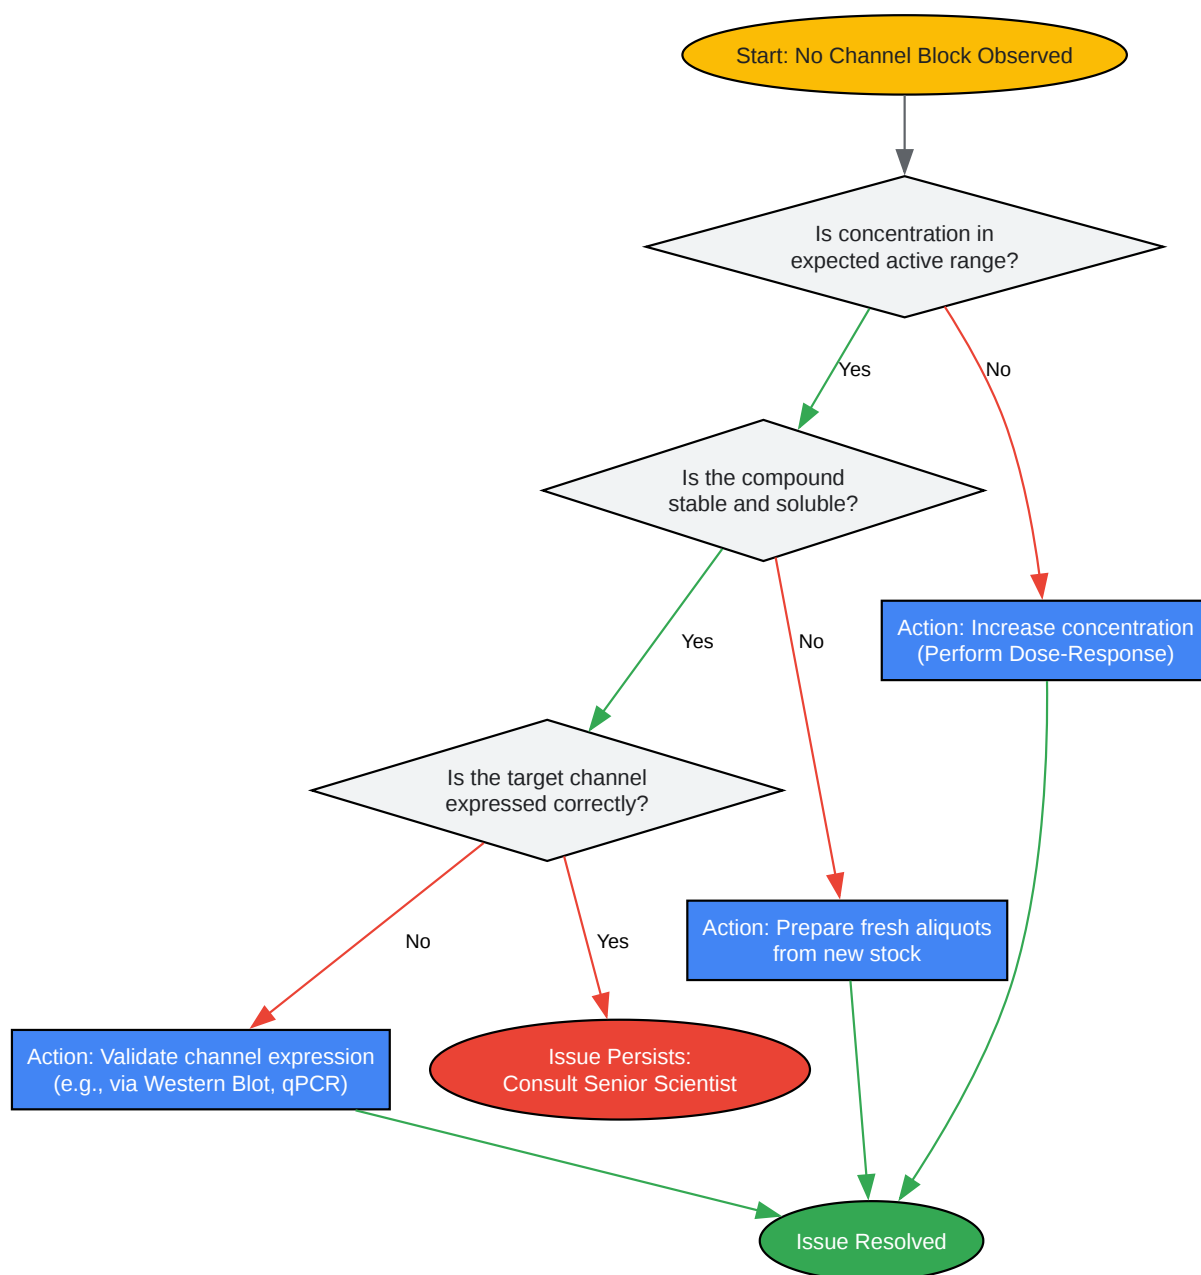 Start: No Channel Block Observed
Is concentration in
expected active range?
Yes
No
Is the compound
stable and soluble?
Yes
No
Action: Increase concentration
(Perform Dose-Response)
Is the target channel
expressed correctly?
No
Yes
Action: Prepare fresh aliquots
from new stock
Action: Validate channel expression
(e.g., via Western Blot, qPCR)
Issue Persists:
Consult Senior Scientist
Issue Resolved